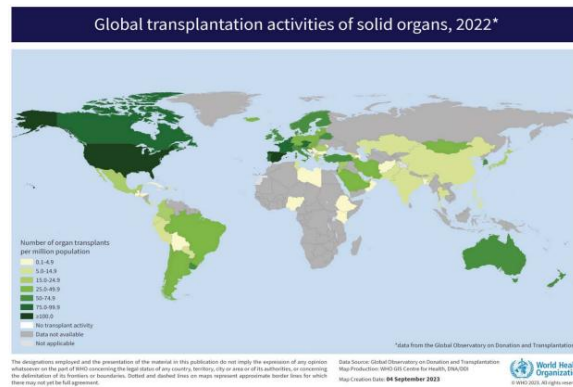 Global transplantation activities of solid organs, 2022*
Number of organ transplants
per million population
0.1-4.9
5.0-14.9
15.0-24.9
25.0-49.9
50-74.9
75.0-99.9
≥100.0
No transplant activity
Data not available
Not applicable
*data from the Global Observatory on Donation and Transplantation
The designations employed and the presentation of the material in this publication do not imply the expression of any opinion
whatsoever on the part of WHO concerning the legal status of any country, territory, city or area or of its authorities, or concerning
the delimitation of its frontiers or boundaries. Dotted and dashed lines on maps represent approximate border lines for which
there may not yet be full agreement.
Data Source: Global Observatory on Donation and Transplantation
Map Production: WHO GIS Centre for Health, DNA/DDI
Map Creation Date: 04 September 2023
World Heal
Organizatio
© WHO 2023. All rights reser